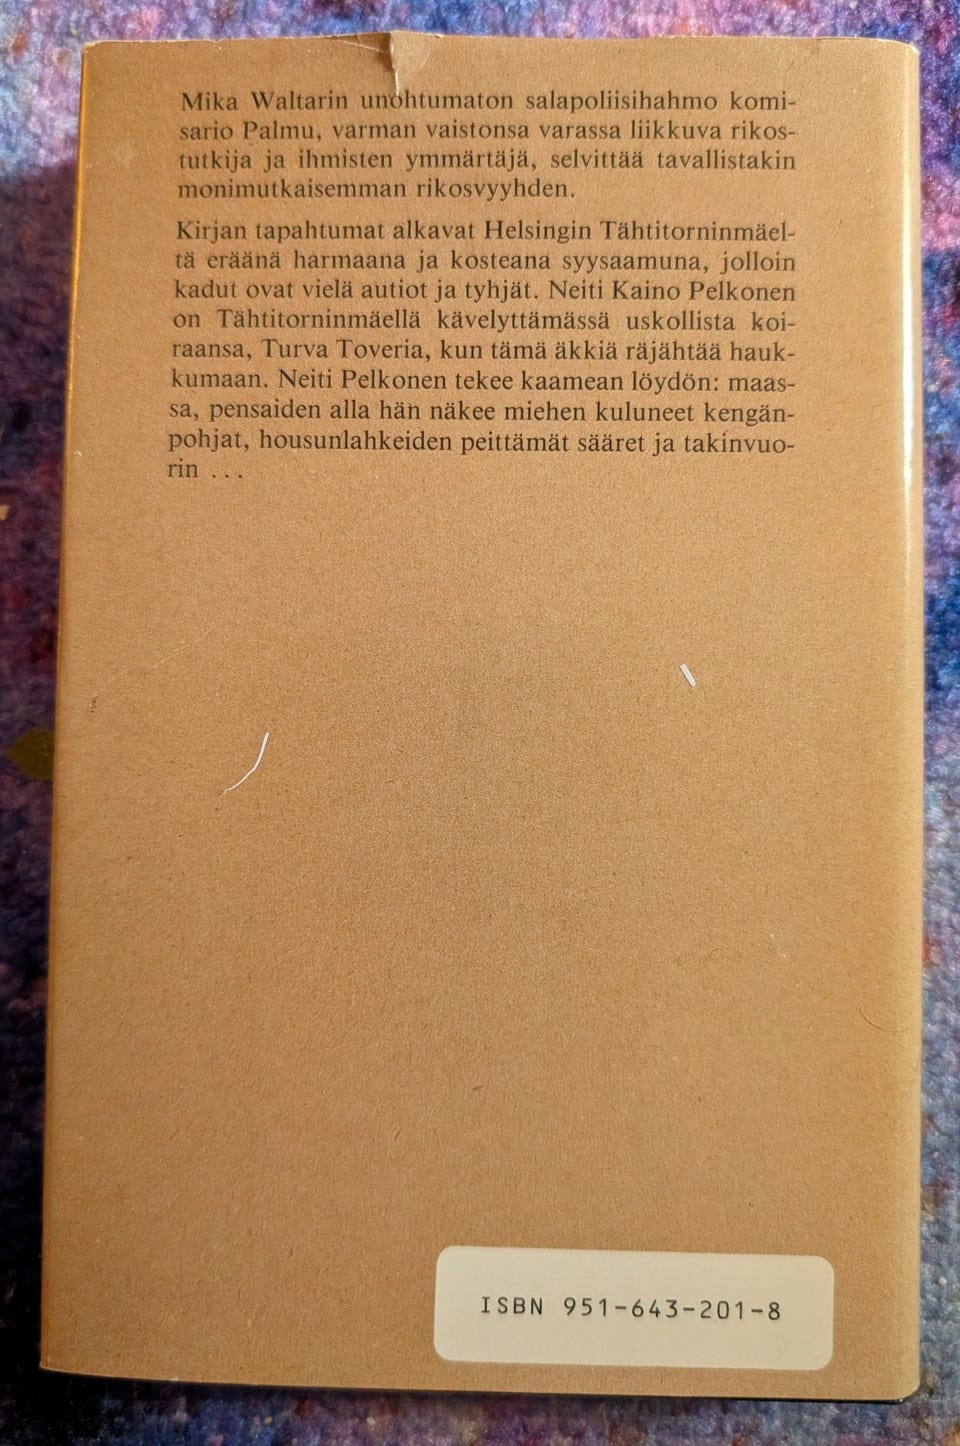 Mika Waltarin unohtumaton salapoliisihahmo komi-
sario Palmu, varman vaistonsa varassa liikkuva rikos-
tutkija ja ihmisten ymmärtäjä, selvittää tavallistakin
monimutkaisemman rikosvyyhden.
Kirjan tapahtumat alkavat Helsingin Tähtitorninmäel-
tä eräänä harmaana ja kosteana syysaamuna, jolloin
kadut ovat vielä autiot ja tyhjät. Neiti Kaino Pelkonen
on Tähtitorninmäellä kävelyttämässä uskollista koi-
raansa, Turva Toveria, kun tämä äkkiä räjähtää hauk-
kumaan. Neiti Pelkonen tekee kaamean löydön: maas-
sa, pensaiden alla hän näkee miehen kuluneet kengän-
pohjat, housunlahkeiden peittämät sääret ja takinvuo-
rin ...
ISBN 951-643-201-8